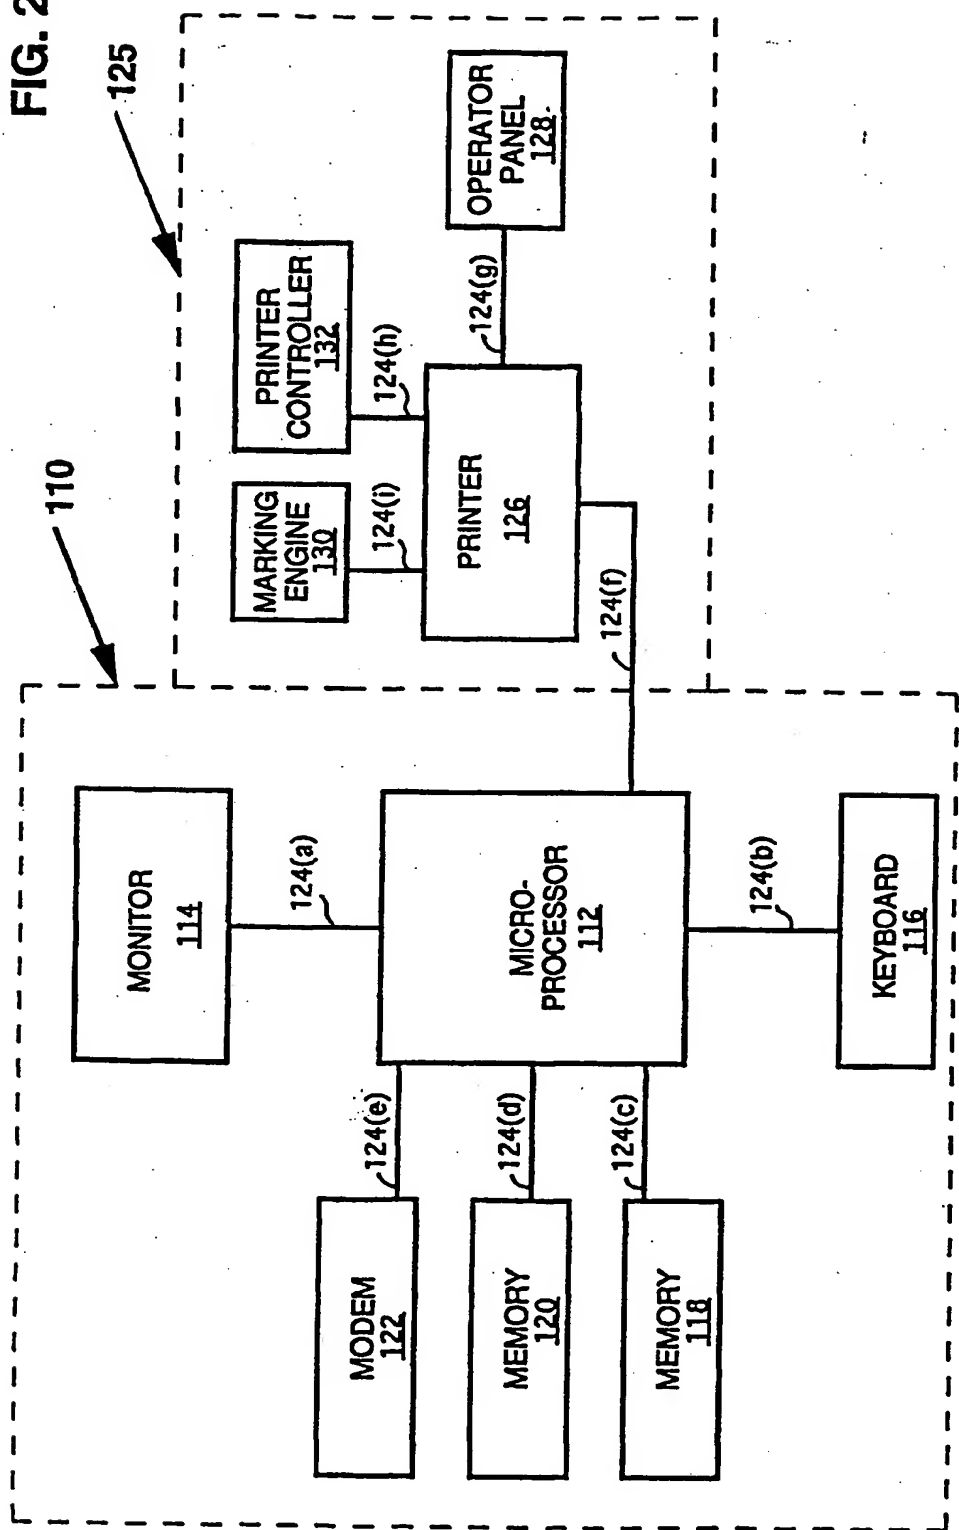 FIG. 2
125
110
OPERATOR
PANEL
128
PRINTER
CONTROLLER
132
MARKING
ENGINE
130
124(g)
124(h)
124(i)
PRINTER
126
124(f)
MONITOR
114
124(a)
MICRO-
PROCESSOR
112
124(b)
KEYBOARD
116
124(e)
124(d)
124(c)
MODEM
122
MEMORY
120
MEMORY
118